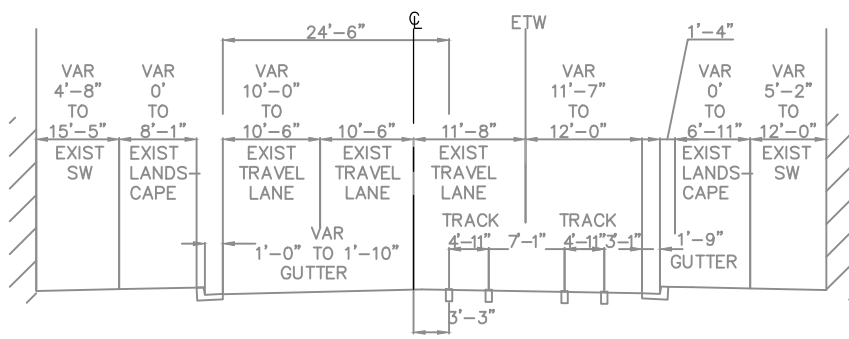 ℄
ETW
24'-6"
1'-4"
VAR
4'-8"
TO
15'-5"
EXIST
SW
VAR
0'
TO
8'-1"
EXIST
LANDS-
CAPE
VAR
10'-0"
TO
10'-6"
EXIST
TRAVEL
LANE
10'-6"
EXIST
TRAVEL
LANE
11'-8"
EXIST
TRAVEL
LANE
VAR
11'-7"
TO
12'-0"
VAR
0'
TO
6'-11"
EXIST
LANDS-
CAPE
VAR
5'-2"
TO
12'-0"
EXIST
SW
VAR
1'-0" TO 1'-10"
GUTTER
TRACK
4'-11"
7'-1"
TRACK
4'-11"
3'-1"
1'-9"
GUTTER
3'-3"